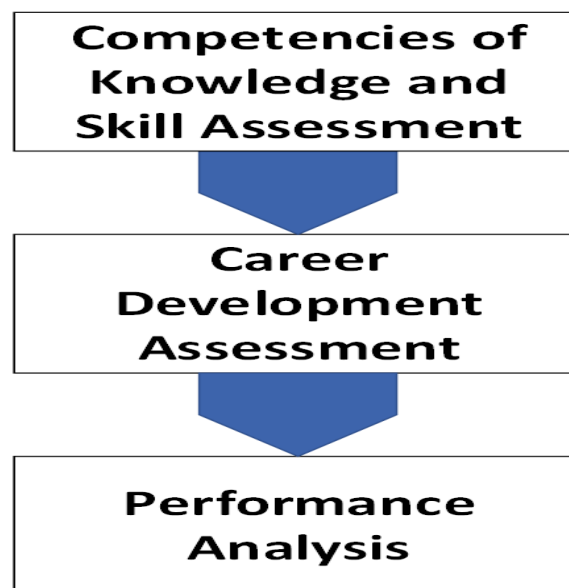 Competencies of
Knowledge and
Skill Assessment
Career
Development
Assessment
Performance
Analysis